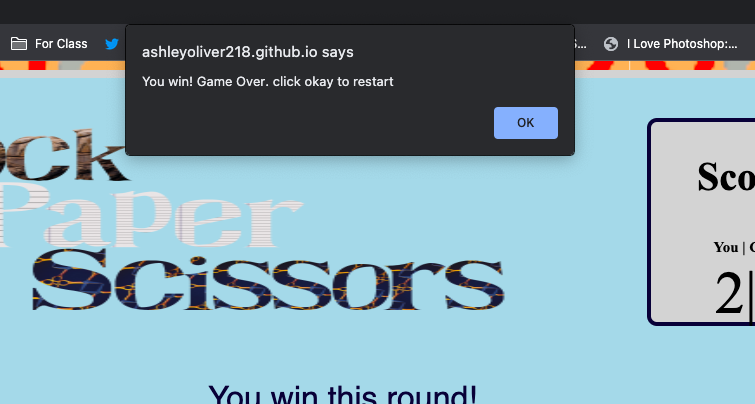 For Class
S...
I Love Photoshop:...
ashleyoliver218.github.io says
You win! Game Over. click okay to restart
OK
ock
Paper
Scissors
Sco
You | C
2|
You win this round!